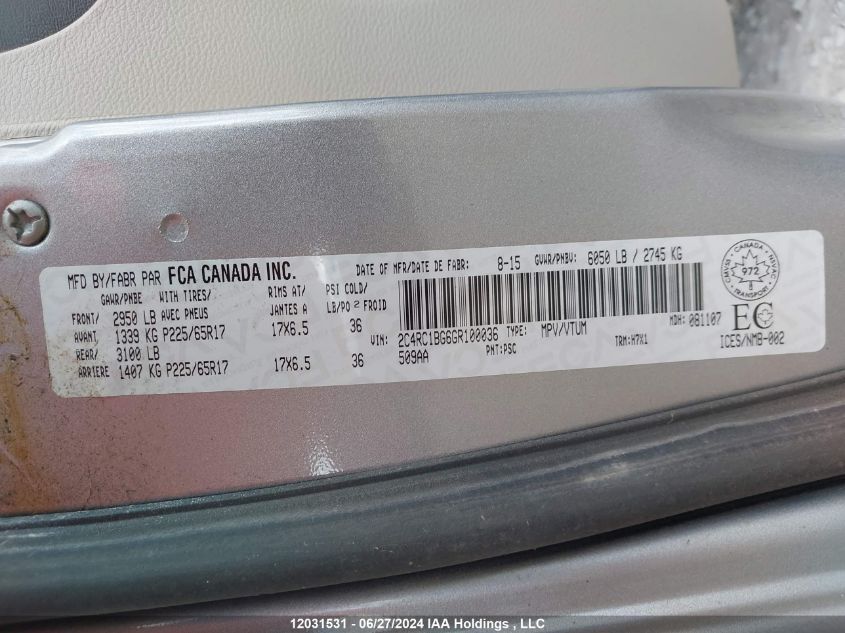 MFD BY/FABR PAR FCA CANADA INC. DATE OF MFR/DATE DE FABR: 8-15 GVWR/PNBV: 6050 LB / 2745 KG
GAWR/PNBE WITH TIRES/ RIMS AT/ PSI COLD/
AVEC PNEUS JANTES A LB/PO 2 FROID
FRONT/ 2950 LB
AVANT 1339 KG P225/65R17 17X6.5 36
REAR/ 3100 LB
ARRIERE 1407 KG P225/65R17 17X6.5 36
VIN: 2C4RC1BG6GR100036 TYPE: MPV/VTUM MDH: 081107
509AA PNT:PSC TRM:H7X1
CANADA
972
TRANSPORT
EC
ICES/NMB-002
12031531 - 06/27/2024 IAA Holdings , LLC